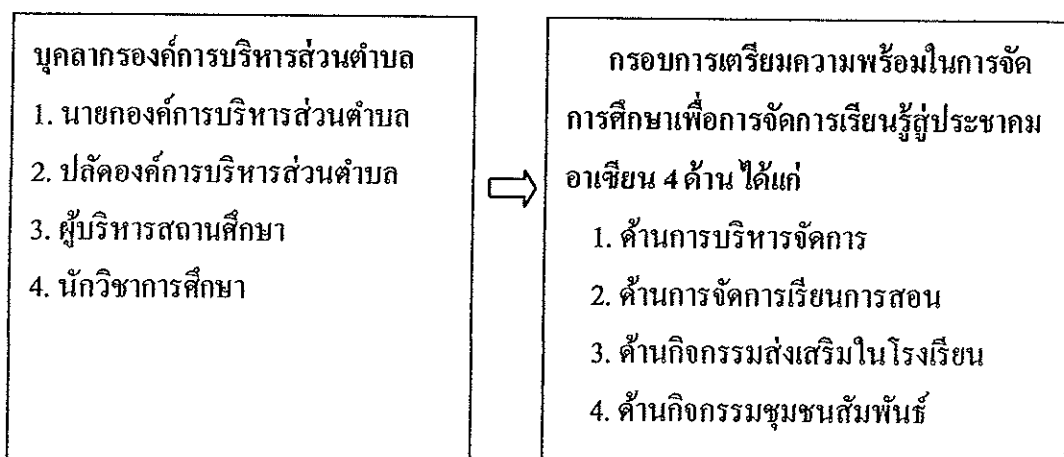 บุคลากรองค์การบริหารส่วนตำบล
1. นายกองค์การบริหารส่วนตำบล
2. ปลัดองค์การบริหารส่วนตำบล
3. ผู้บริหารสถานศึกษา
4. นักวิชาการศึกษา
กรอบการเตรียมความพร้อมในการจัด
การศึกษาเพื่อการจัดการเรียนรู้สู่ประชาคม
อาเซียน 4 ด้าน ได้แก่
1. ด้านการบริหารจัดการ
2. ด้านการจัดการเรียนการสอน
3. ด้านกิจกรรมส่งเสริมในโรงเรียน
4. ด้านกิจกรรมชุมชนสัมพันธ์